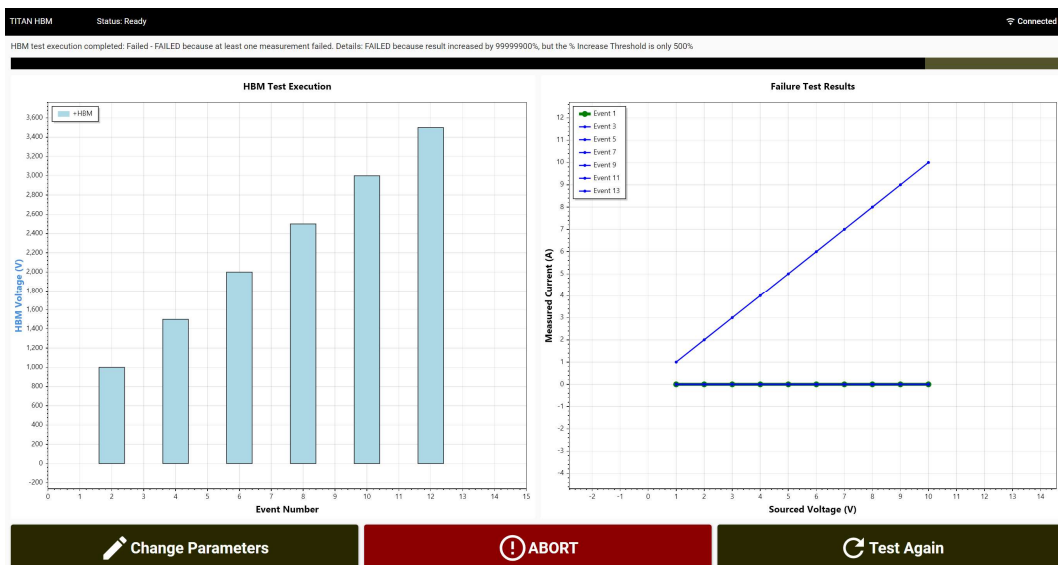 TITAN HBM
Status: Ready
Connected
HBM test execution completed: Failed - FAILED because at least one measurement failed. Details: FAILED because result increased by 99999900%, but the % Increase Threshold is only 500%
HBM Test Execution
+HBM
HBM Voltage (V)
3,600
3,400
3,200
3,000
2,800
2,600
2,400
2,200
2,000
1,800
1,600
1,400
1,200
1,000
800
600
400
200
0
-200
0 1 2 3 4 5 6 7 8 9 10 11 12 13 14 15
Event Number
Failure Test Results
Event 1
Event 3
Event 5
Event 7
Event 9
Event 11
Event 13
Measured Current (A)
12
11
10
9
8
7
6
5
4
3
2
1
0
-1
-2
-3
-4
-2 -1 0 1 2 3 4 5 6 7 8 9 10 11 12 13 14
Sourced Voltage (V)
Change Parameters
ABORT
Test Again